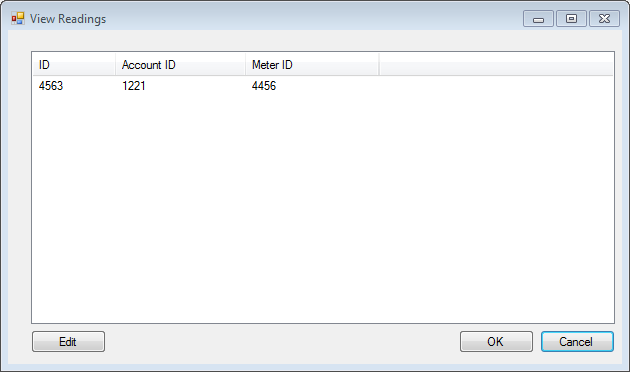 View Readings
ID Account ID Meter ID
4563 1221 4456
Edit OK Cancel